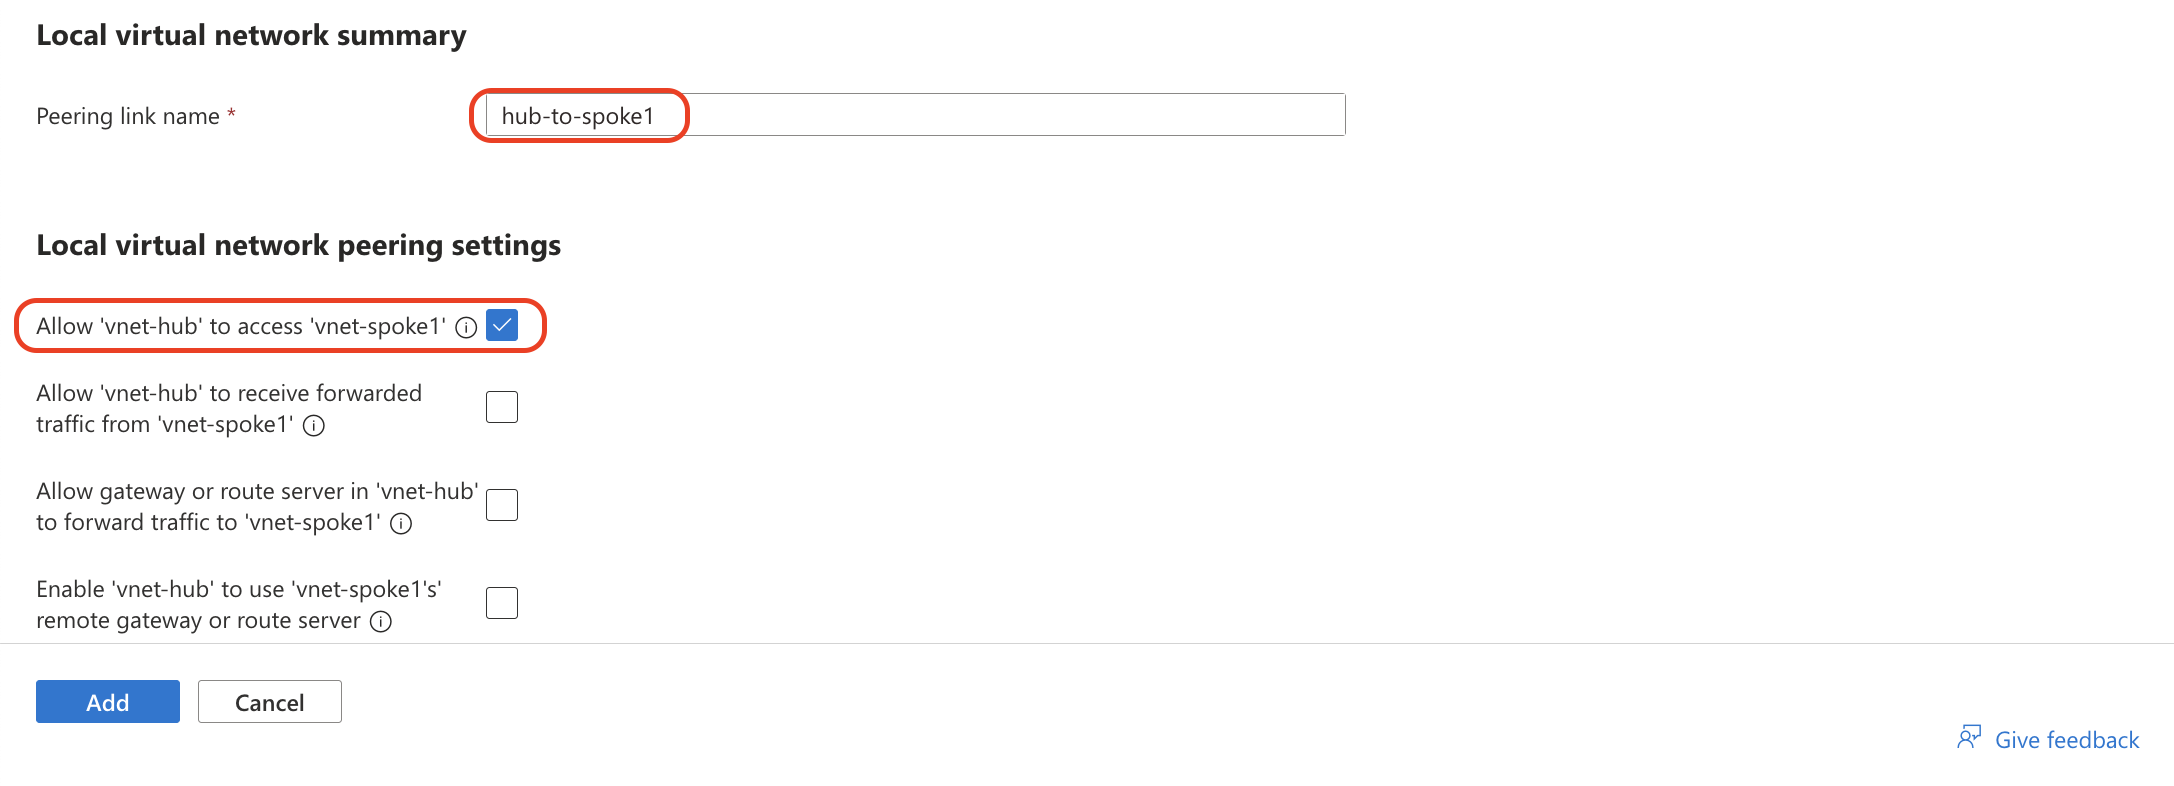 Local virtual network summary
Peering link name *
hub-to-spoke1
Local virtual network peering settings
Allow 'vnet-hub' to access 'vnet-spoke1'
Allow 'vnet-hub' to receive forwarded
traffic from 'vnet-spoke1'
Allow gateway or route server in 'vnet-hub'
to forward traffic to 'vnet-spoke1'
Enable 'vnet-hub' to use 'vnet-spoke1's'
remote gateway or route server
Add
Cancel
Give feedback